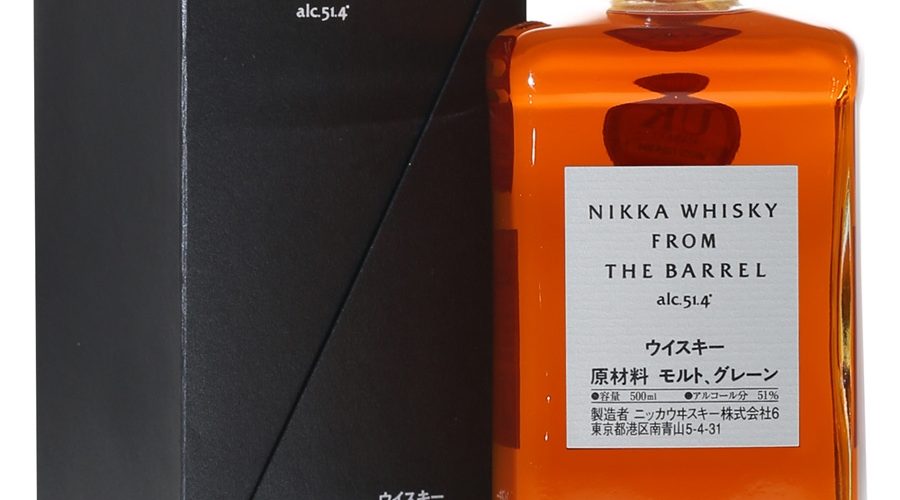 alc.51.4°
ウイスキー
NIKKA WHISKY
FROM
THE BARREL
alc.51.4°
ウイスキー
原材料 モルト、グレーン
●容量 500ml ●アルコール分 51%
製造者 ニッカウヰスキー株式会社6
東京都港区南青山5-4-31
UK